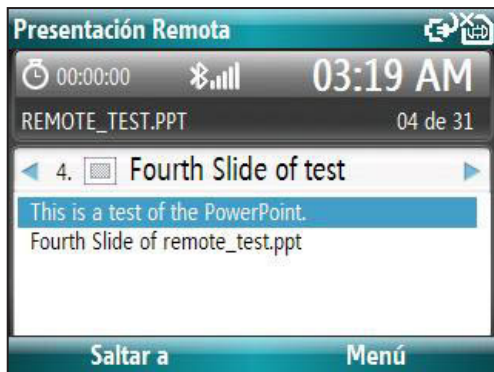 Presentación Remota
00:00:00 03:19 AM
REMOTE_TEST.PPT 04 de 31
4. Fourth Slide of test
This is a test of the PowerPoint.
Fourth Slide of remote_test.ppt
Saltar a Menú